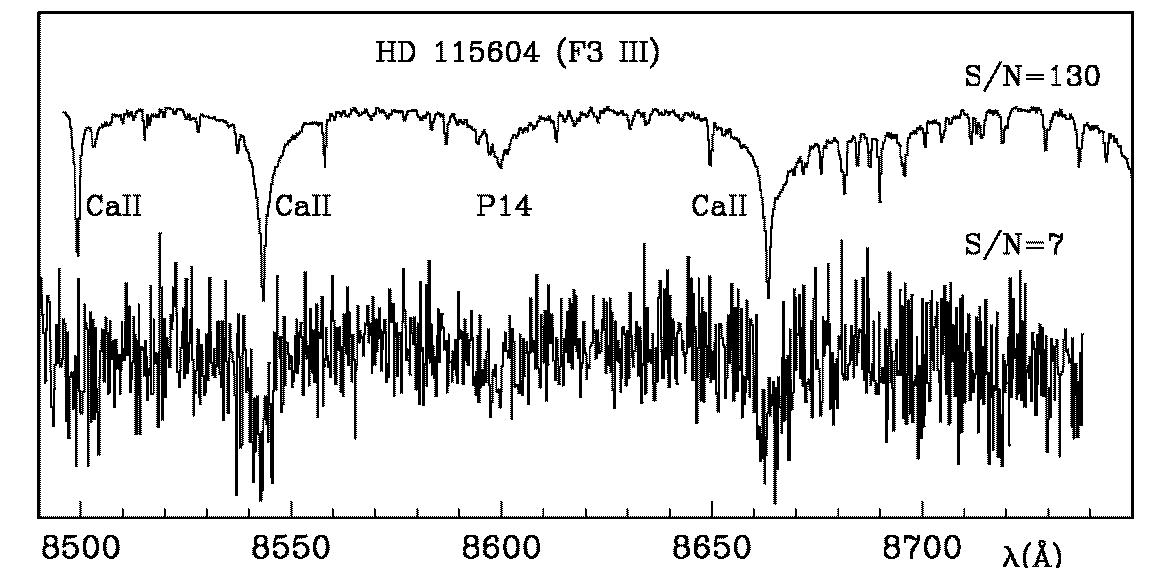 HD 115604 (F3 III)
S/N=130
CaII CaII P14 CaII
S/N=7
8500 8550 8600 8650 8700 λ(Å)